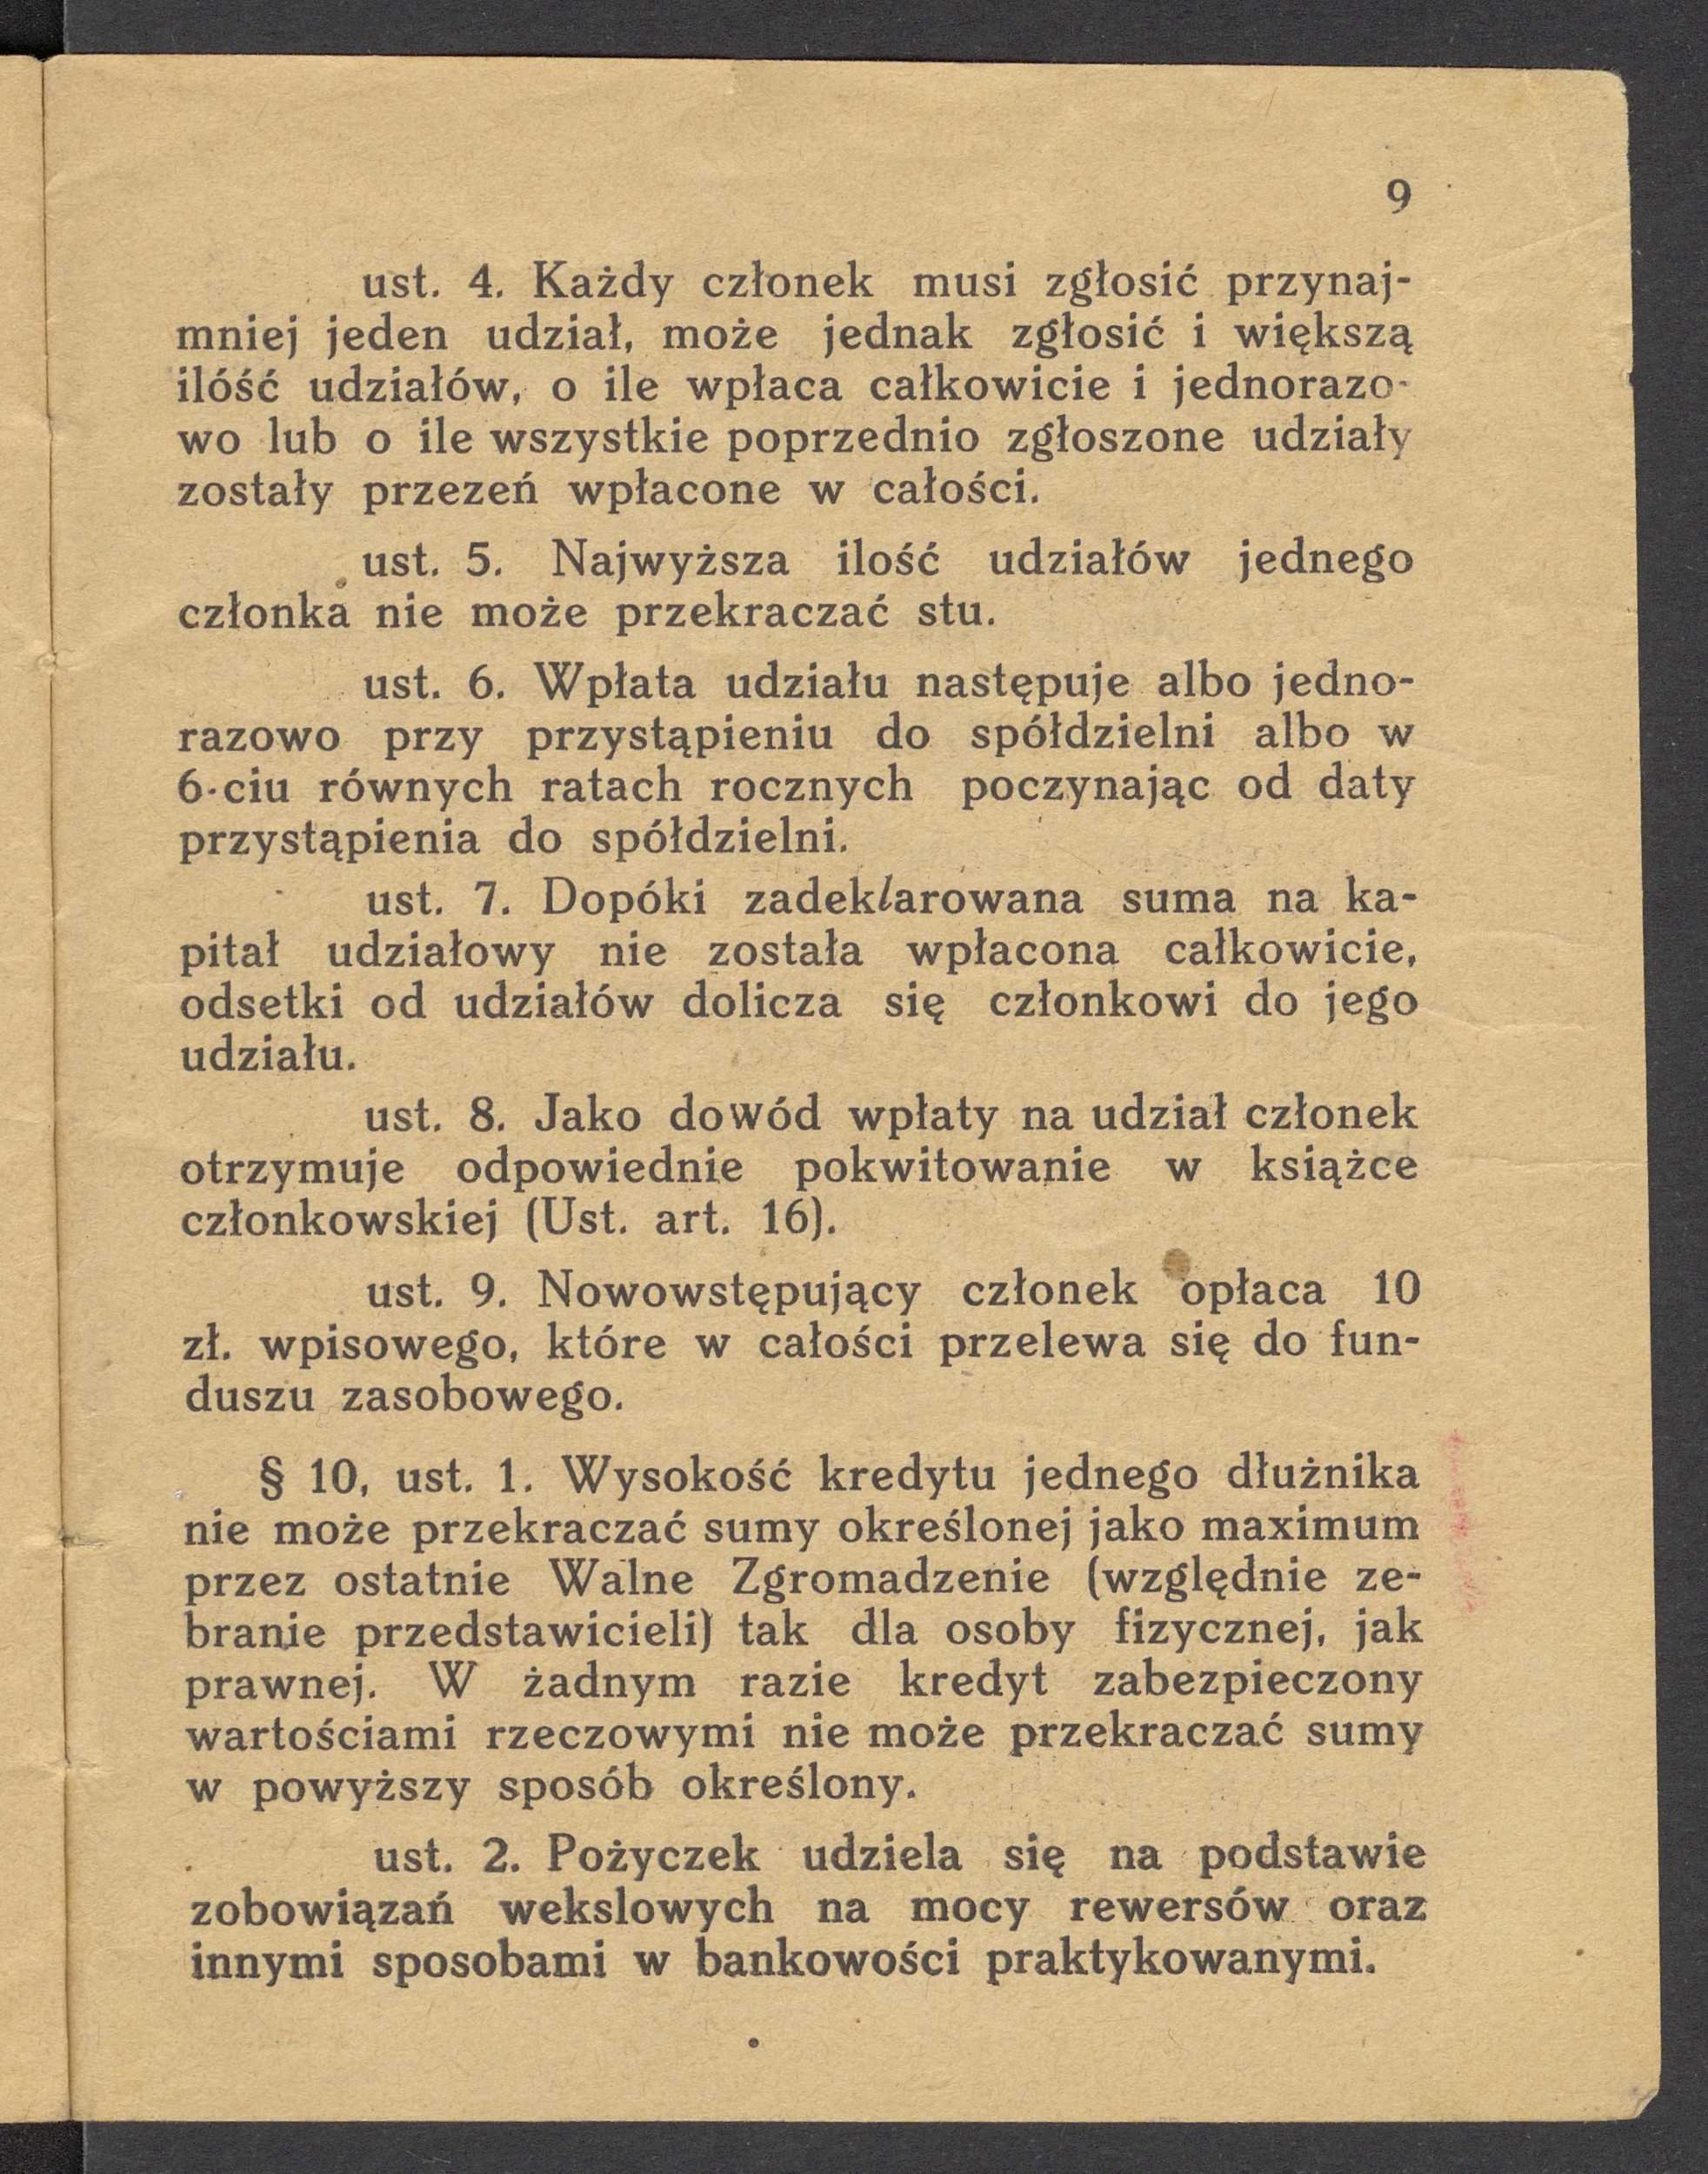 9
ust. 4. Każdy członek musi zgłosić przynaj-
mniej jeden udział, może jednak zgłosić i większą
ilóść udziałów, o ile wpłaca całkowicie i jednorazo-
wo lub o ile wszystkie poprzednio zgłoszone udziały
zostały przezeń wpłacone w całości.
ust. 5. Najwyższa ilość udziałów jednego
członka nie może przekraczać stu.
ust. 6. Wpłata udziału następuje albo jedno-
razowo przy przystąpieniu do spółdzielni albo w
6-ciu równych ratach rocznych poczynając od daty
przystąpienia do spółdzielni.
ust. 7. Dopóki zadeklarowana suma na ka-
pitał udziałowy nie została wpłacona całkowicie,
odsetki od udziałów dolicza się członkowi do jego
udziału.
ust. 8. Jako dowód wpłaty na udział członek
otrzymuje odpowiednie pokwitowanie w książce
członkowskiej (Ust. art. 16).
ust. 9. Nowowstępujący członek opłaca 10
zł. wpisowego, które w całości przelewa się do fun-
duszu zasobowego.
§ 10, ust. 1. Wysokość kredytu jednego dłużnika
nie może przekraczać sumy określonej jako maximum
przez ostatnie Walne Zgromadzenie (względnie ze-
branie przedstawicieli) tak dla osoby fizycznej, jak
prawnej. W żadnym razie kredyt zabezpieczony
wartościami rzeczowymi nie może przekraczać sumy
w powyższy sposób określony.
ust. 2. Pożyczek udziela się na podstawie
zobowiązań wekslowych na mocy rewersów oraz
innymi sposobami w bankowości praktykowanymi.